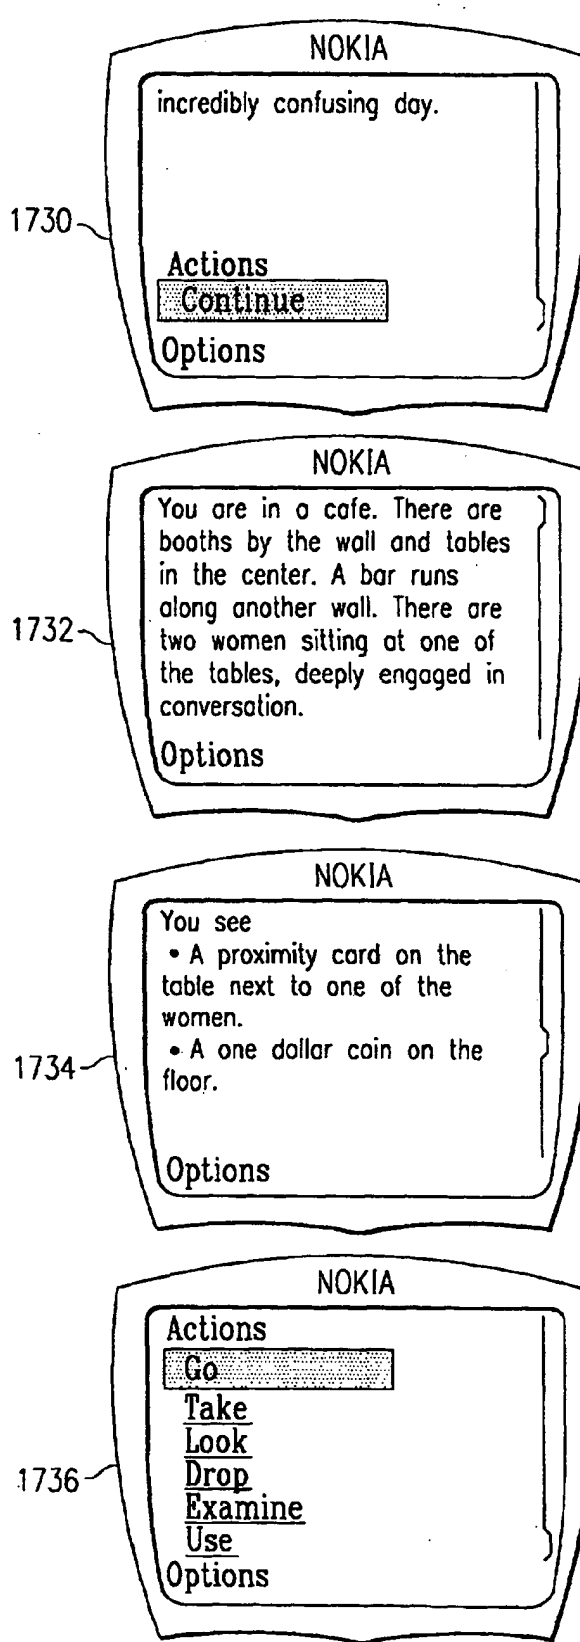 NOKIA
incredibly confusing day.
1730
Actions
Continue
Options
NOKIA
You are in a cafe. There are
booths by the wall and tables
in the center. A bar runs
along another wall. There are
1732
two women sitting at one of
the tables, deeply engaged in
conversation.
Options
NOKIA
You see
• A proximity card on the
table next to one of the
women.
• A one dollar coin on the
1734
floor.
Options
NOKIA
Actions
Go
Take
Look
Drop
1736
Examine
Use
Options